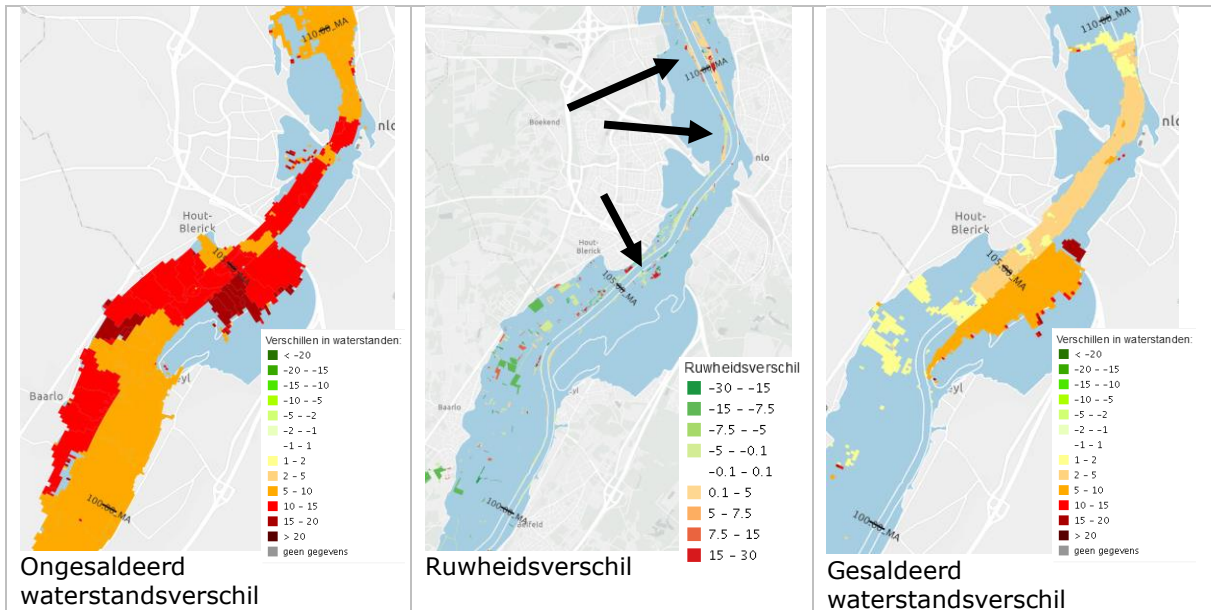 110.00_MA
nlo
Hout-
Blerick
105.00_MA
yl
Baarlo
100.00_MA
Verschillen in waterstanden:
< -20
-20 – -15
-15 – -10
-10 – -5
-5 – -2
-2 – -1
-1 – 1
1 – 2
2 – 5
5 – 10
10 – 15
15 – 20
> 20
geen gegevens
Ongesaldeerd
waterstandsverschil
110.00_MA
Boekend
nlo
Hout-
Blerick
105.00_MA
yl
Baarlo
100.00_MA
Belfeld
Ruwheidsverschil
-30 – -15
-15 – -7.5
-7.5 – -5
-5 – -0.1
-0.1 – 0.1
0.1 – 5
5 – 7.5
7.5 – 15
15 – 30
Ruwheidsverschil
110.00_MA
nlo
Hout-
Blerick
105.00_MA
yl
Baarlo
100.00_MA
Verschillen in waterstanden:
< -20
-20 – -15
-15 – -10
-10 – -5
-5 – -2
-2 – -1
-1 – 1
1 – 2
2 – 5
5 – 10
10 – 15
15 – 20
> 20
geen gegevens
Gesaldeerd
waterstandsverschil